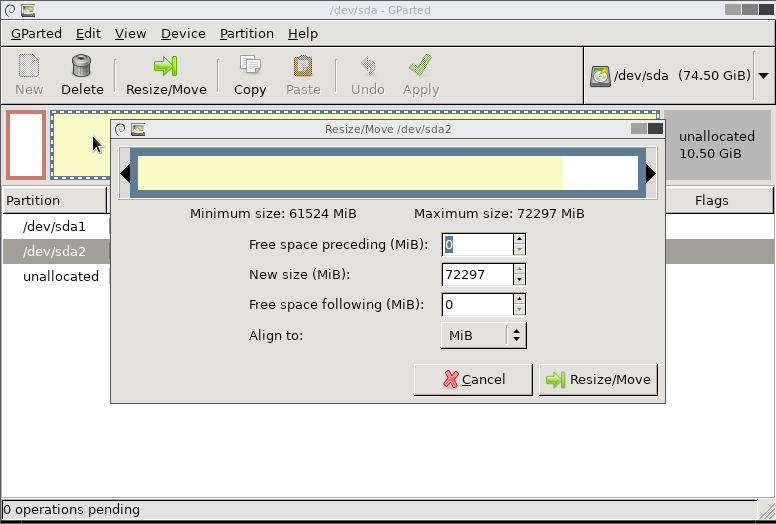 /dev/sda - GParted
GParted Edit View Device Partition Help
New Delete Resize/Move Copy Paste Undo Apply /dev/sda (74.50 GiB)
unallocated
10.50 GiB
Partition Flags
/dev/sda1
/dev/sda2
unallocated
Resize/Move /dev/sda2
Minimum size: 61524 MiB Maximum size: 72297 MiB
Free space preceding (MiB): 0
New size (MiB): 72297
Free space following (MiB): 0
Align to: MiB
Cancel Resize/Move
0 operations pending